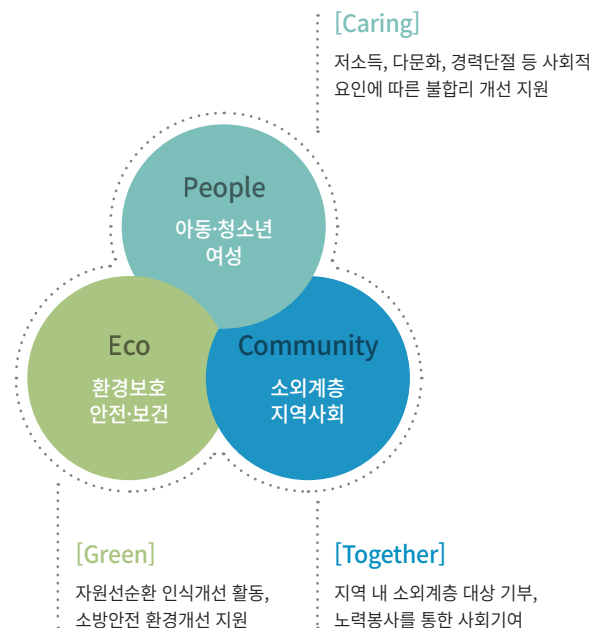 [Caring]
저소득, 다문화, 경력단절 등 사회적
요인에 따른 불합리 개선 지원
People
아동·청소년
여성
Eco
환경보호
안전·보건
Community
소외계층
지역사회
[Green]
자원선순환 인식개선 활동,
소방안전 환경개선 지원
[Together]
지역 내 소외계층 대상 기부,
노력봉사를 통한 사회기여